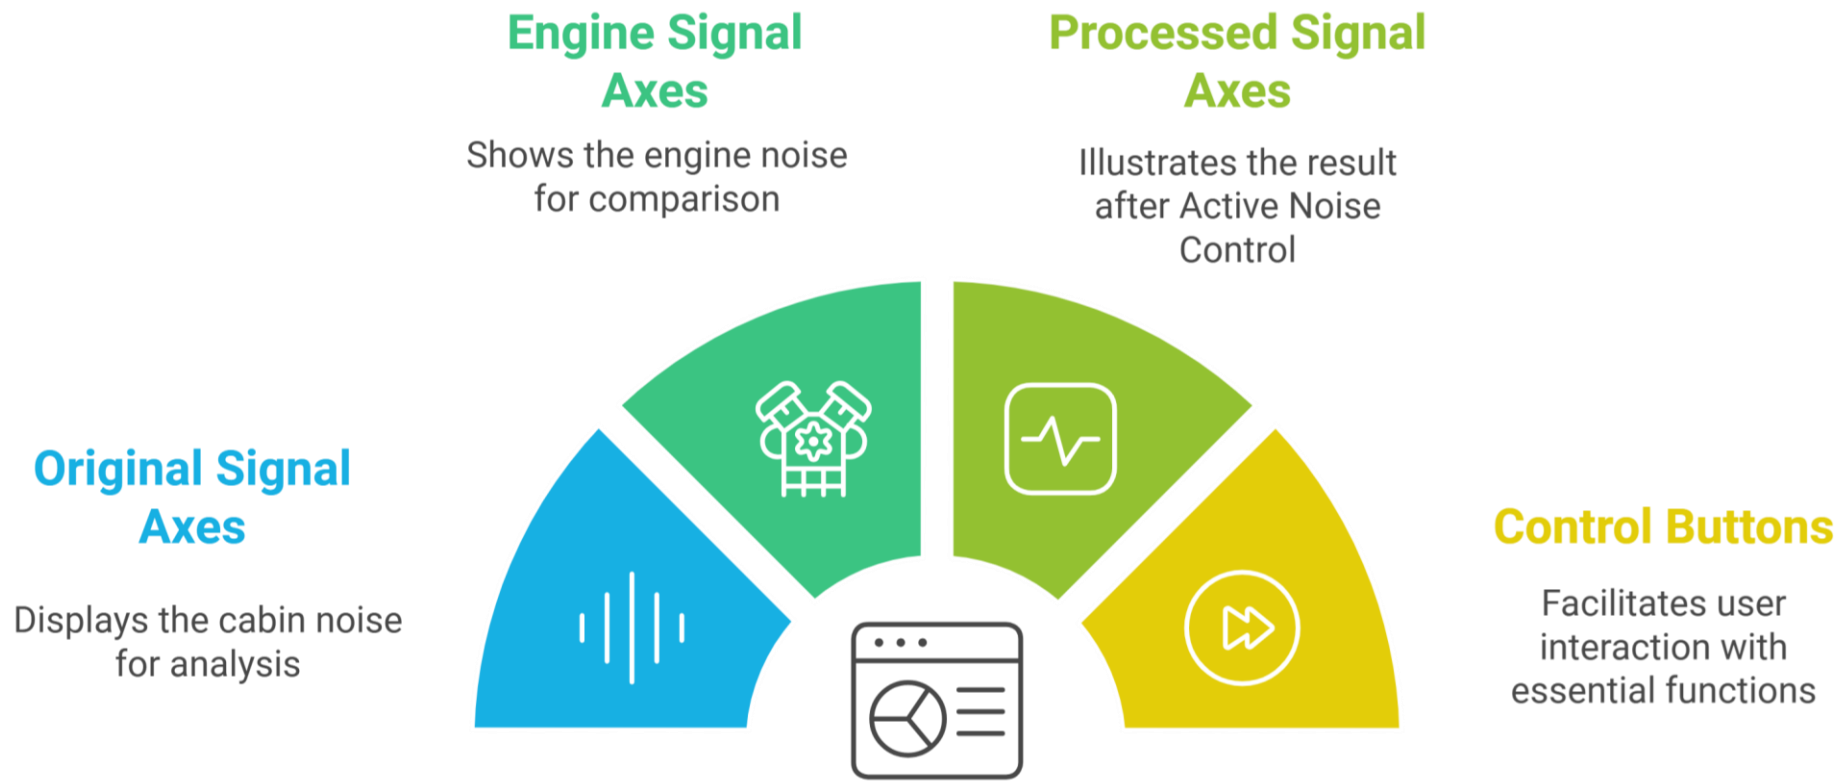 Engine Signal
Axes
Shows the engine noise
for comparison
Processed Signal
Axes
Illustrates the result
after Active Noise
Control
Original Signal
Axes
Displays the cabin noise
for analysis
Control Buttons
Facilitates user
interaction with
essential functions